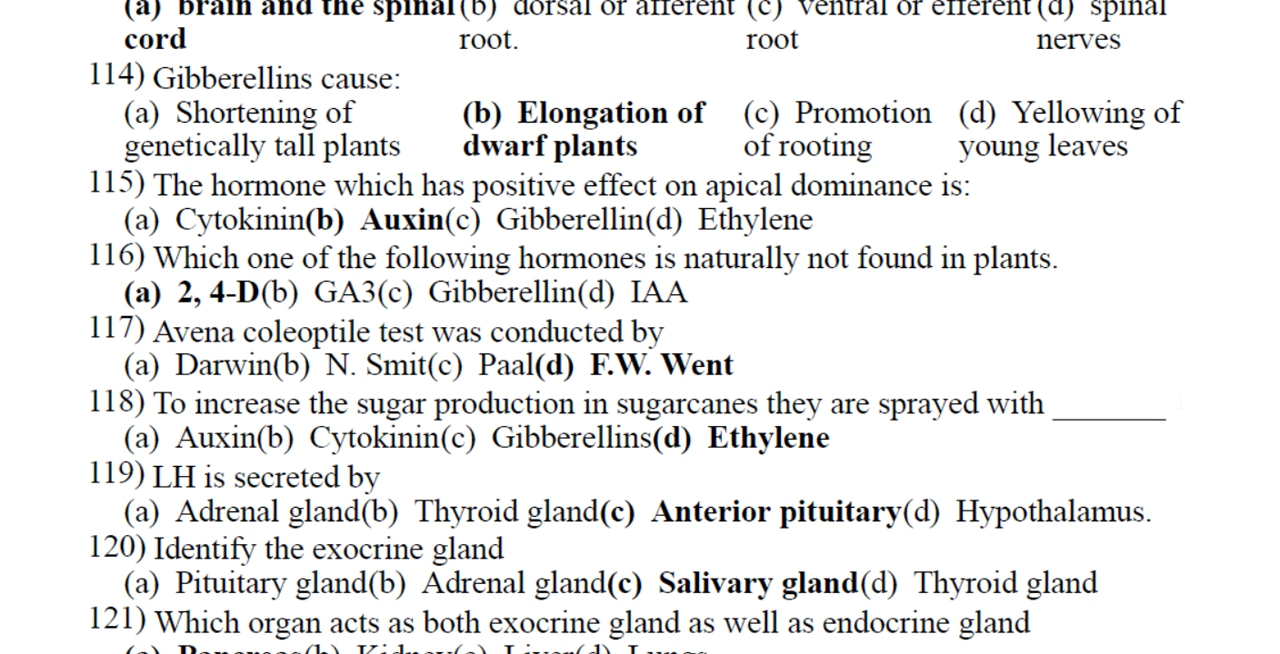 (a) brain and the spinal (b) dorsal or afferent (c) ventral or efferent (d) spinal
cord root. root nerves
114) Gibberellins cause:
(a) Shortening of (b) Elongation of (c) Promotion (d) Yellowing of
genetically tall plants dwarf plants of rooting young leaves
115) The hormone which has positive effect on apical dominance is:
(a) Cytokinin(b) Auxin(c) Gibberellin(d) Ethylene
116) Which one of the following hormones is naturally not found in plants.
(a) 2, 4-D(b) GA3(c) Gibberellin(d) IAA
117) Avena coleoptile test was conducted by
(a) Darwin(b) N. Smit(c) Paal(d) F.W. Went
118) To increase the sugar production in sugarcanes they are sprayed with ________
(a) Auxin(b) Cytokinin(c) Gibberellins(d) Ethylene
119) LH is secreted by
(a) Adrenal gland(b) Thyroid gland(c) Anterior pituitary(d) Hypothalamus.
120) Identify the exocrine gland
(a) Pituitary gland(b) Adrenal gland(c) Salivary gland(d) Thyroid gland
121) Which organ acts as both exocrine gland as well as endocrine gland
(a) Pancreas(b) Kidney(c) Liver(d) Lungs